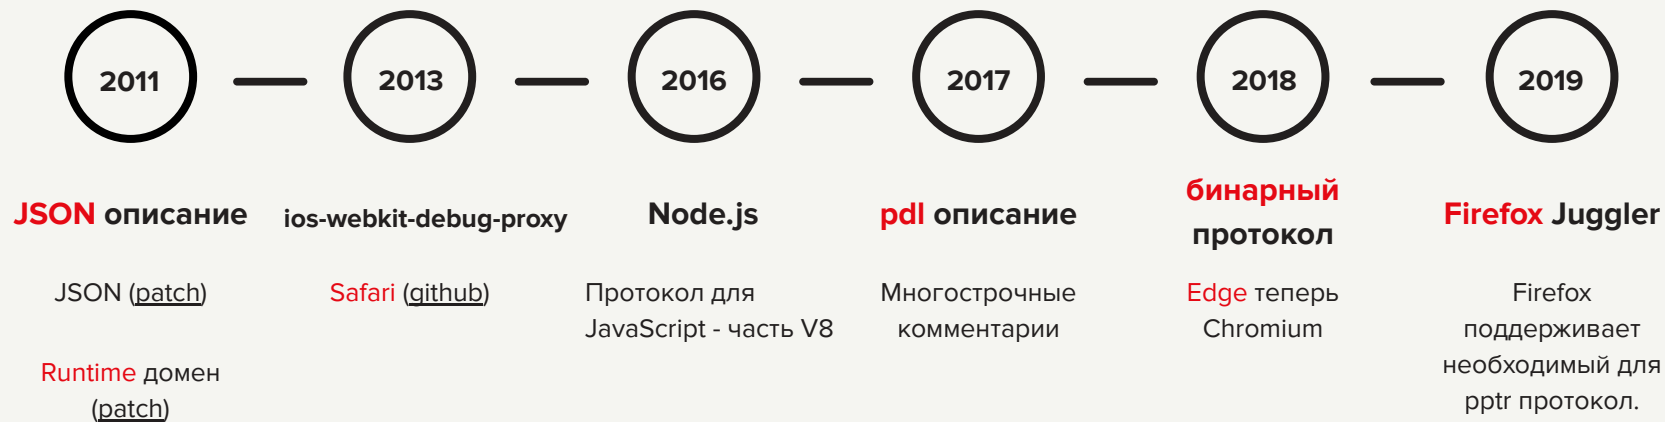 2011
2013
2016
2017
2018
2019
JSON описание
JSON (patch)
Runtime домен
(patch)
ios-webkit-debug-proxy
Safari (github)
Node.js
Протокол для
JavaScript - часть V8
pdl описание
Многострочные
комментарии
бинарный
протокол
Edge теперь
Chromium
Firefox Juggler
Firefox
поддерживает
необходимый для
pptr протокол.